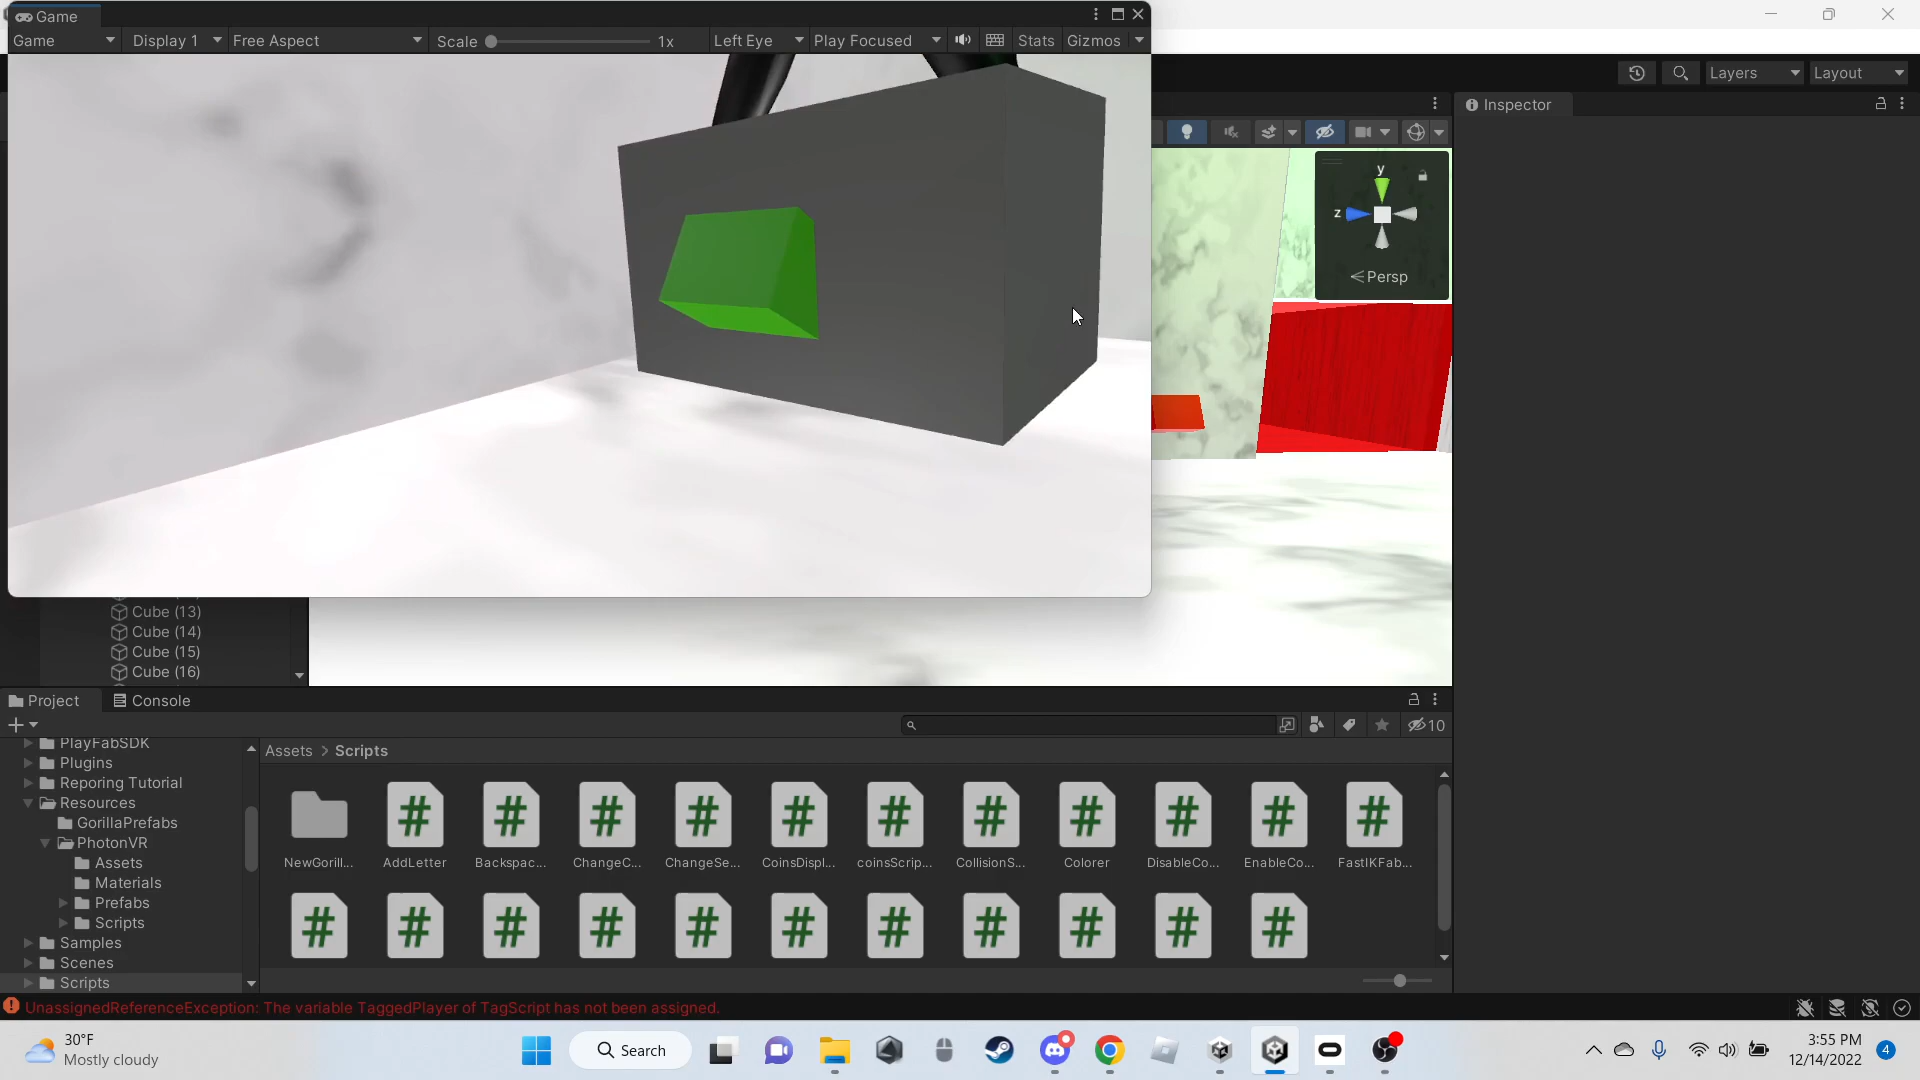 Game
Game Display 1 Free Aspect Scale 1x Left Eye Play Focused Stats Gizmos
Layers Layout
Inspector
y
z
Persp
Cube (13)
Cube (14)
Cube (15)
Cube (16)
Project Console
10
PlayFabSDK
Plugins
Reporing Tutorial
Resources
GorillaPrefabs
PhotonVR
Assets
Materials
Prefabs
Scripts
Samples
Scenes
Scripts
Assets > Scripts
NewGorill... AddLetter Backspac... ChangeC... ChangeSe... CoinsDispl... coinsScrip... CollisionS... Colorer DisableCo... EnableCo... FastIKFab...
UnassignedReferenceException: The variable TaggedPlayer of TagScript has not been assigned.
30°F
Mostly cloudy
Search
3:55 PM
12/14/2022
4